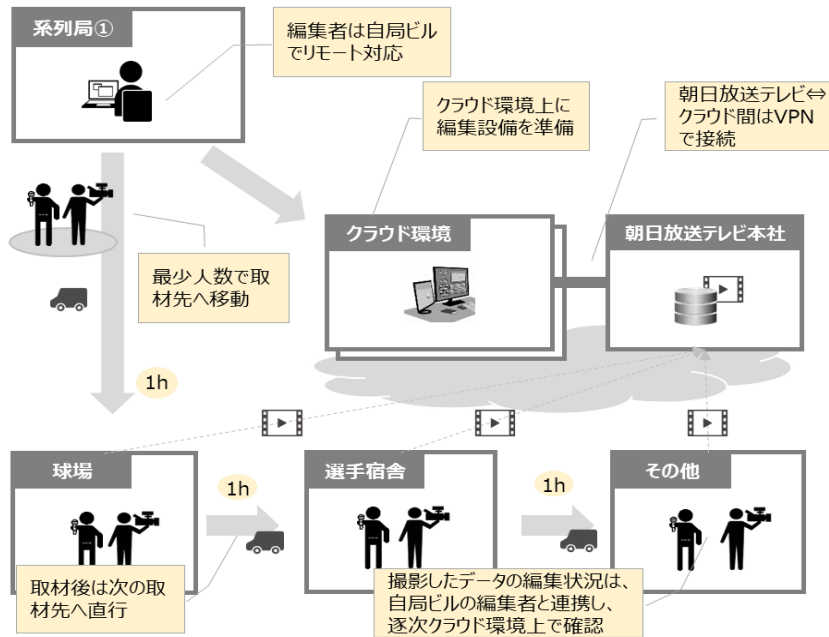 系列局①
編集者は自局ビル
でリモート対応
クラウド環境上に
編集設備を準備
朝日放送テレビ⇔
クラウド間はVPN
で接続
クラウド環境
朝日放送テレビ本社
最少人数で取
材先へ移動
1h
球場
1h
選手宿舎
1h
その他
取材後は次の取
材先へ直行
撮影したデータの編集状況は、
自局ビルの編集者と連携し、
逐次クラウド環境上で確認